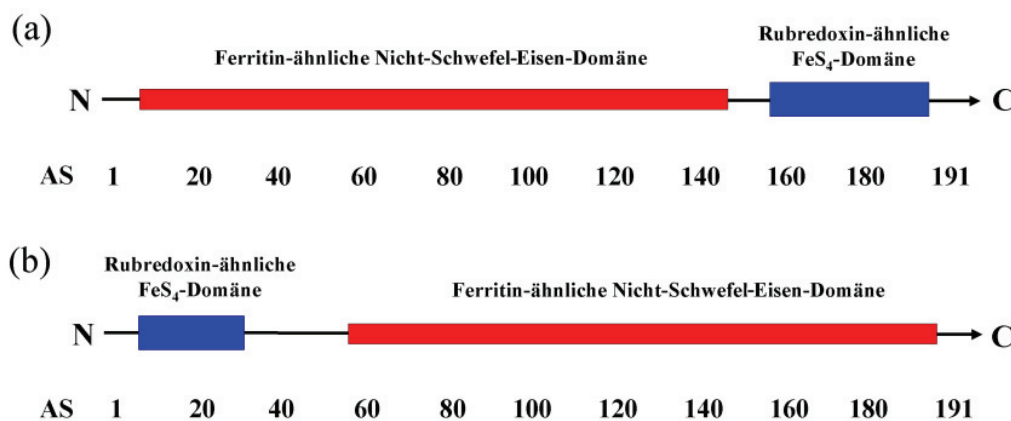 (a)
Rubredoxin-ähnliche
FeS₄-Domäne
Ferritin-ähnliche Nicht-Schwefel-Eisen-Domäne
N C
AS 1 20 40 60 80 100 120 140 160 180 191
(b)
Rubredoxin-ähnliche
FeS₄-Domäne
Ferritin-ähnliche Nicht-Schwefel-Eisen-Domäne
N C
AS 1 20 40 60 80 100 120 140 160 180 191